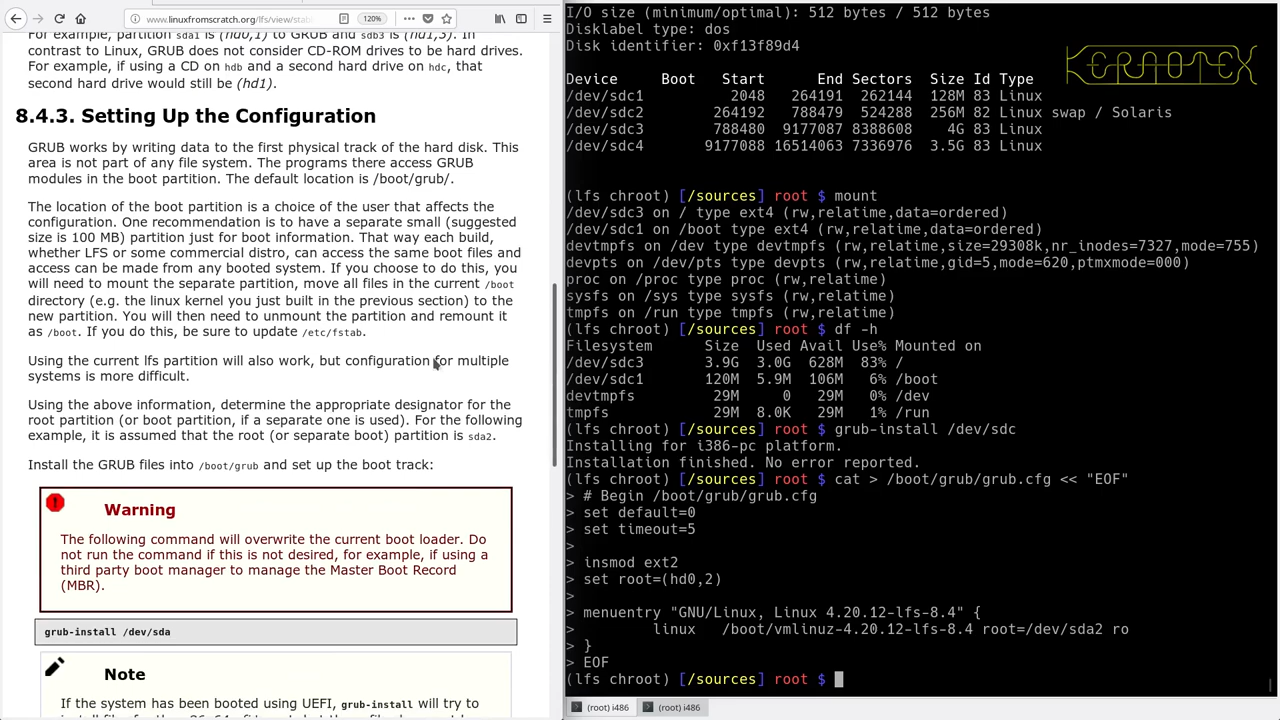 www.linuxfromscratch.org/lfs/view/stab
120%
For example, partition sda1 is (hd0,1) to GRUB and sdb3 is (hd1,3). In
contrast to Linux, GRUB does not consider CD-ROM drives to be hard drives.
For example, if using a CD on hdb and a second hard drive on hdc, that
second hard drive would still be (hd1).
8.4.3. Setting Up the Configuration
GRUB works by writing data to the first physical track of the hard disk. This
area is not part of any file system. The programs there access GRUB
modules in the boot partition. The default location is /boot/grub/.
The location of the boot partition is a choice of the user that affects the
configuration. One recommendation is to have a separate small (suggested
size is 100 MB) partition just for boot information. That way each build,
whether LFS or some commercial distro, can access the same boot files and
access can be made from any booted system. If you choose to do this, you
will need to mount the separate partition, move all files in the current /boot
directory (e.g. the linux kernel you just built in the previous section) to the
new partition. You will then need to unmount the partition and remount it
as /boot. If you do this, be sure to update /etc/fstab.
Using the current lfs partition will also work, but configuration for multiple
systems is more difficult.
Using the above information, determine the appropriate designator for the
root partition (or boot partition, if a separate one is used). For the following
example, it is assumed that the root (or separate boot) partition is sda2.
Install the GRUB files into /boot/grub and set up the boot track:
Warning
The following command will overwrite the current boot loader. Do
not run the command if this is not desired, for example, if using a
third party boot manager to manage the Master Boot Record
(MBR).
grub-install /dev/sda
Note
If the system has been booted using UEFI, grub-install will try to
I/O size (minimum/optimal): 512 bytes / 512 bytes
Disklabel type: dos
Disk identifier: 0xf13f89d4
KERAOTEX
Device Boot Start End Sectors Size Id Type
/dev/sdc1 2048 264191 262144 128M 83 Linux
/dev/sdc2 264192 788479 524288 256M 82 Linux swap / Solaris
/dev/sdc3 788480 9177087 8388608 4G 83 Linux
/dev/sdc4 9177088 16514063 7336976 3.5G 83 Linux
(lfs chroot) [/sources] root $ mount
/dev/sdc3 on / type ext4 (rw,relatime,data=ordered)
/dev/sdc1 on /boot type ext4 (rw,relatime,data=ordered)
devtmpfs on /dev type devtmpfs (rw,relatime,size=29308k,nr_inodes=7327,mode=755)
devpts on /dev/pts type devpts (rw,relatime,gid=5,mode=620,ptmxmode=000)
proc on /proc type proc (rw,relatime)
sysfs on /sys type sysfs (rw,relatime)
tmpfs on /run type tmpfs (rw,relatime)
(lfs chroot) [/sources] root $ df -h
Filesystem Size Used Avail Use% Mounted on
/dev/sdc3 3.9G 3.0G 628M 83% /
/dev/sdc1 120M 5.9M 106M 6% /boot
devtmpfs 29M 0 29M 0% /dev
tmpfs 29M 8.0K 29M 1% /run
(lfs chroot) [/sources] root $ grub-install /dev/sdc
Installing for i386-pc platform.
Installation finished. No error reported.
(lfs chroot) [/sources] root $ cat > /boot/grub/grub.cfg << "EOF"
> # Begin /boot/grub/grub.cfg
> set default=0
> set timeout=5
>
> insmod ext2
> set root=(hd0,2)
>
> menuentry "GNU/Linux, Linux 4.20.12-lfs-8.4" {
> linux /boot/vmlinuz-4.20.12-lfs-8.4 root=/dev/sda2 ro
> }
> EOF
(lfs chroot) [/sources] root $
(root) i486
(root) i486